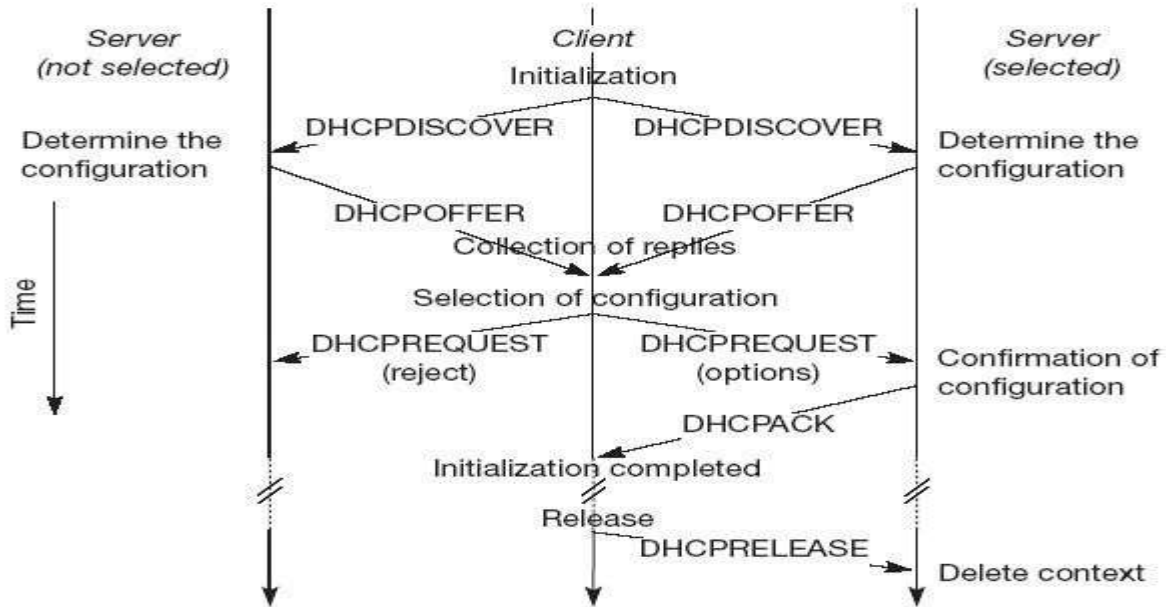 Server
(not selected)
Client
Server
(selected)
Initialization
DHCPDISCOVER
DHCPDISCOVER
Determine the
configuration
Determine the
configuration
DHCPOFFER
DHCPOFFER
Collection of replies
Selection of configuration
Time
DHCPREQUEST
(reject)
DHCPREQUEST
(options)
Confirmation of
configuration
DHCPACK
Initialization completed
Release
DHCPRELEASE
Delete context